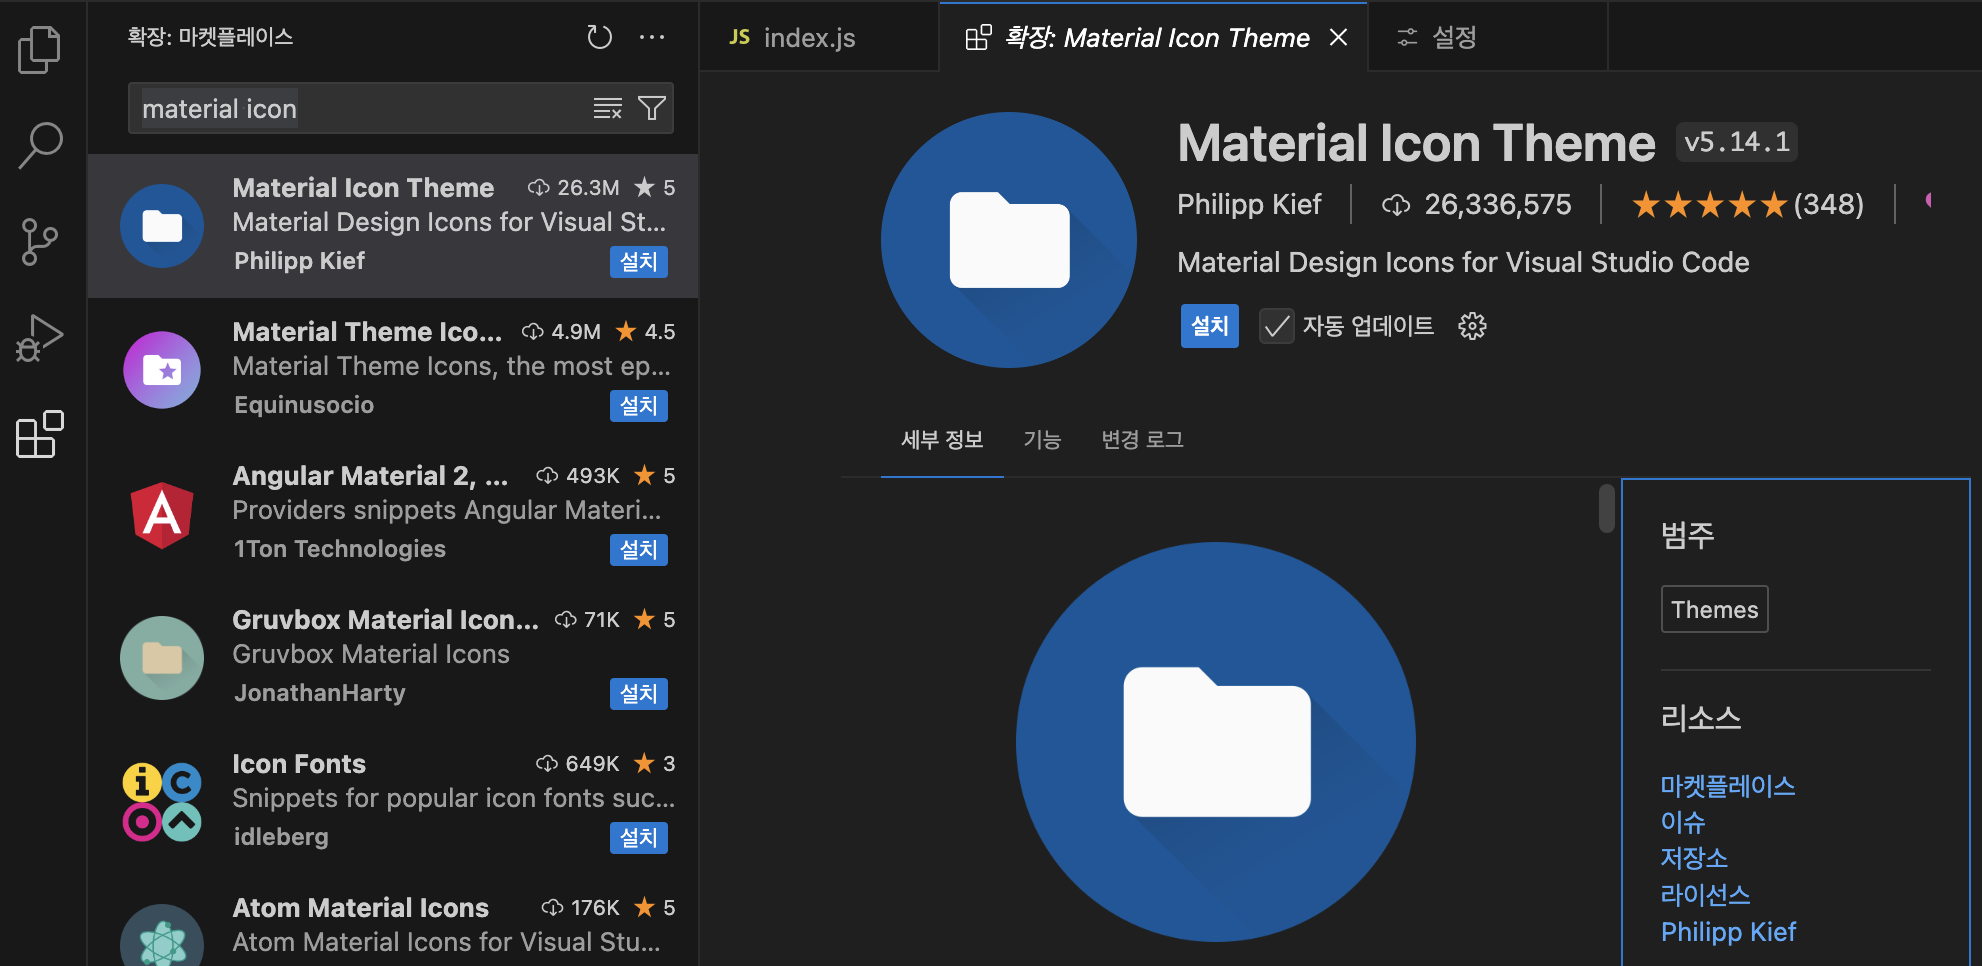 확장: 마켓플레이스
material icon
Material Icon Theme 26.3M 5
Material Design Icons for Visual St...
Philipp Kief 설치
Material Theme Ico... 4.9M 4.5
Material Theme Icons, the most ep...
Equinusocio 설치
Angular Material 2, ... 493K 5
Providers snippets Angular Materi...
1Ton Technologies 설치
Gruvbox Material Icon... 71K 5
Gruvbox Material Icons
JonathanHarty 설치
Icon Fonts 649K 3
Snippets for popular icon fonts suc...
idleberg 설치
Atom Material Icons 176K 5
Atom Material Icons for Visual Stu...
JS index.js 확장: Material Icon Theme 설정
Material Icon Theme v5.14.1
Philipp Kief 26,336,575 (348)
Material Design Icons for Visual Studio Code
설치 자동 업데이트
세부 정보 기능 변경 로그
범주
Themes
리소스
마켓플레이스
이슈
저장소
라이선스
Philipp Kief